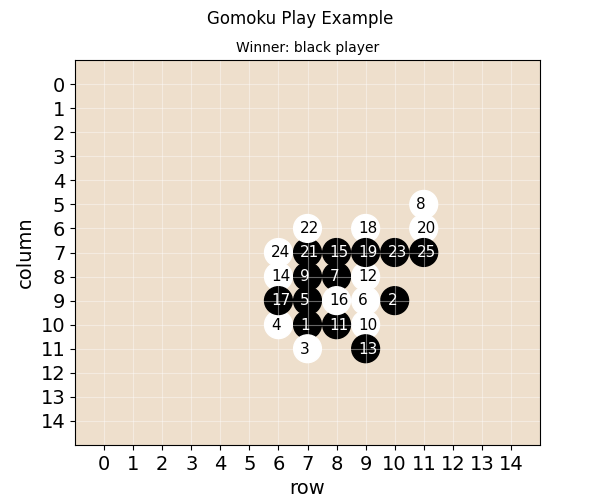 Gomoku Play Example
Winner: black player
0
1
2
3
4
5
8
6
22 18 20
7
24 21 15 19 23 25
8
14 9 7 12
9
17 5 16 6 2
10
4 1 11 10
11
3 13
12
13
14
column
0 1 2 3 4 5 6 7 8 9 10 11 12 13 14
row